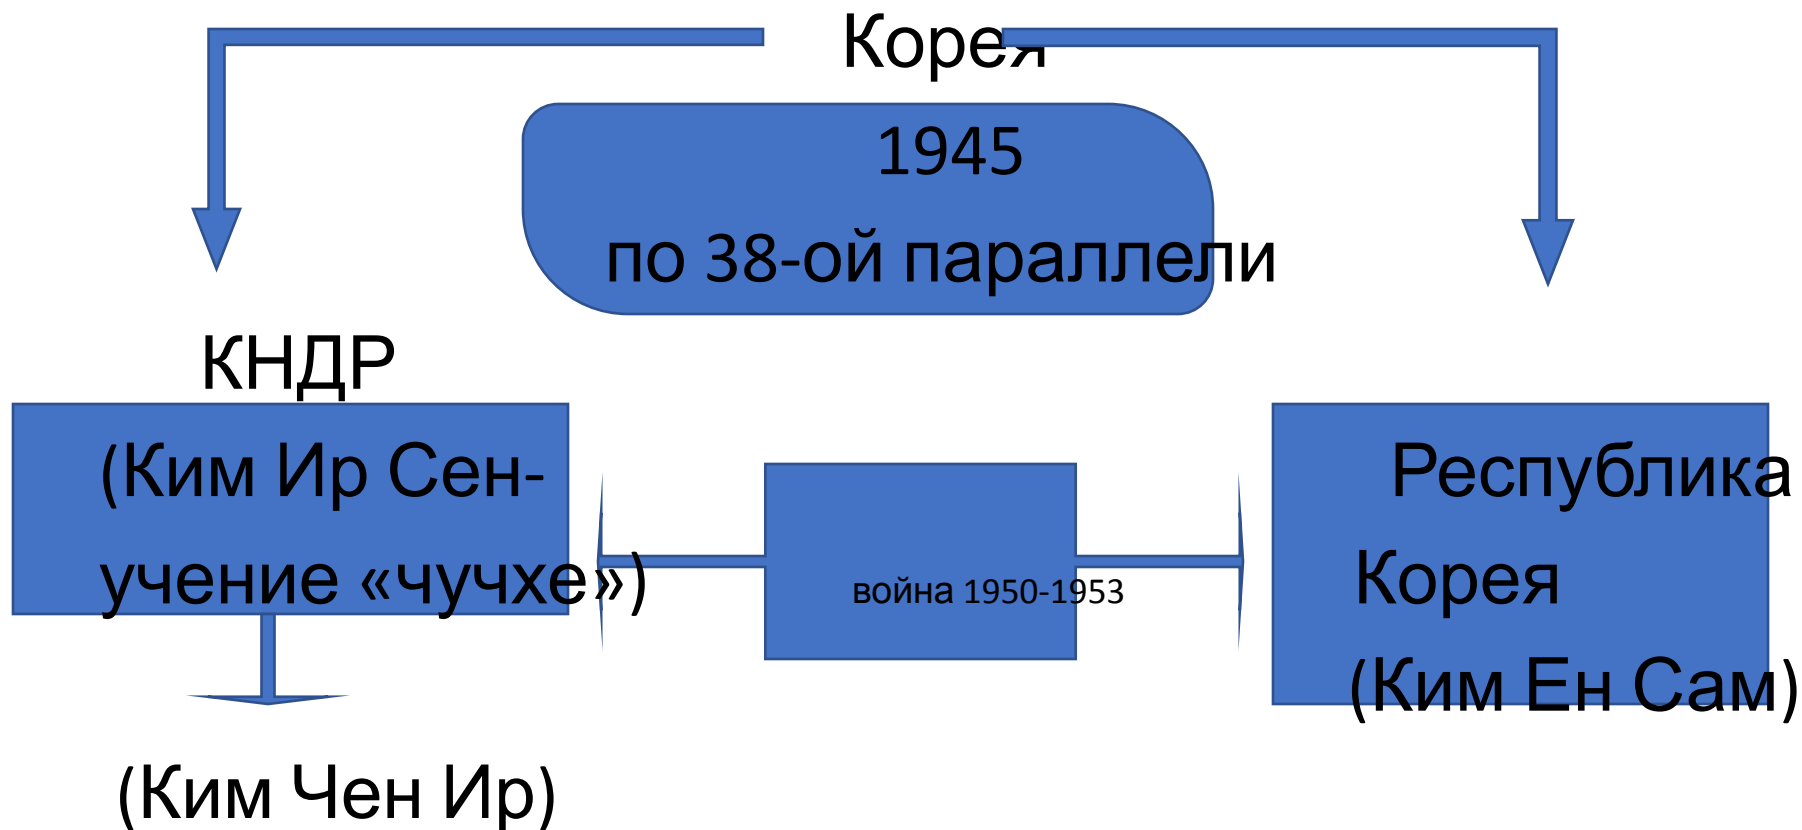 Корея
1945
по 38-ой параллели
КНДР
(Ким Ир Сен-
учение «чучхе»)
война 1950-1953
Республика
Корея
(Ким Ен Сам)
(Ким Чен Ир)